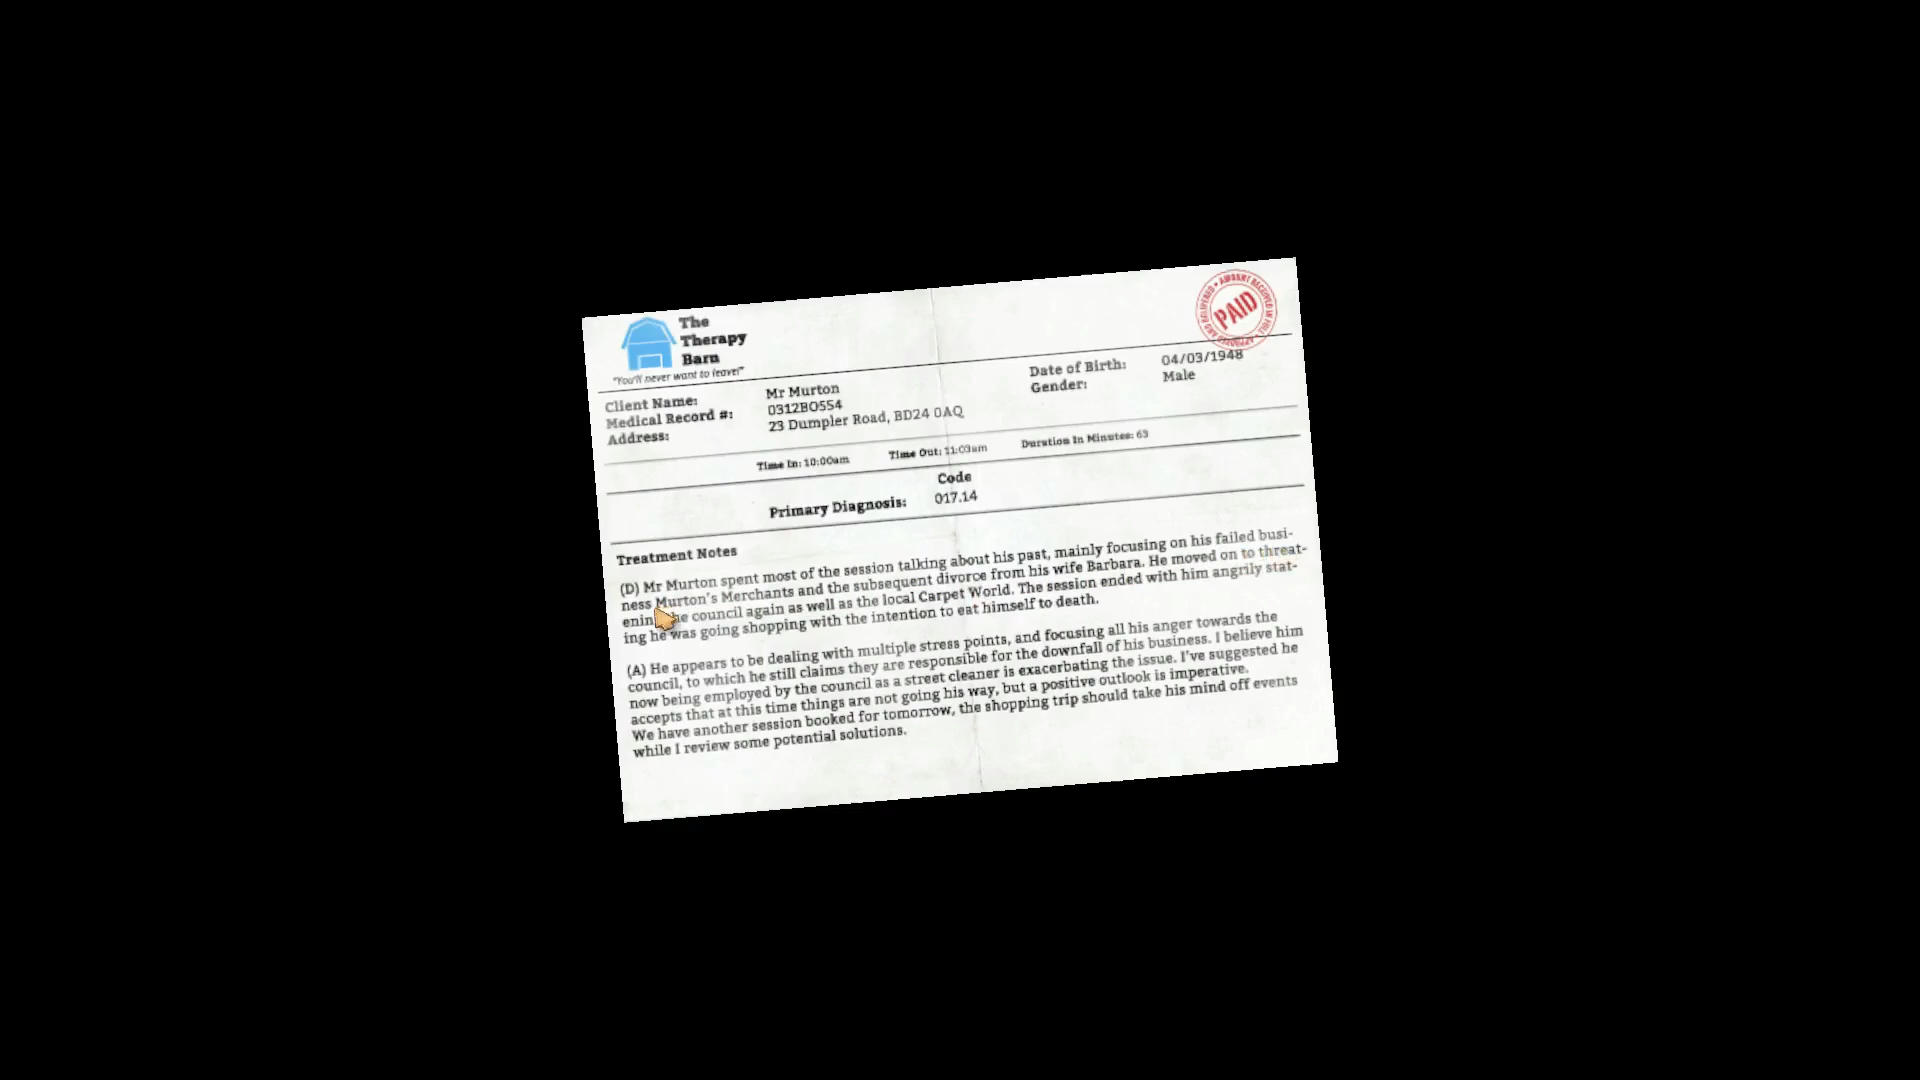 The
Therapy
Barn
"You'll never want to leave!"
PAID
AMOUNT RECEIVED IN FULL
Client Name: Mr Murton
Medical Record #: 0312BO554
Address: 23 Dumpler Road, BD24 0AQ
Date of Birth: 04/03/1948
Gender: Male
Time In: 10:00am Time Out: 11:03am Duration In Minutes: 63
Code
Primary Diagnosis: 017.14
Treatment Notes
(D) Mr Murton spent most of the session talking about his past, mainly focusing on his failed busi-
ness Murton's Merchants and the subsequent divorce from his wife Barbara. He moved on to threat-
enin he council again as well as the local Carpet World. The session ended with him angrily stat-
ing he was going shopping with the intention to eat himself to death.
(A) He appears to be dealing with multiple stress points, and focusing all his anger towards the
council, to which he still claims they are responsible for the downfall of his business. I believe him
now being employed by the council as a street cleaner is exacerbating the issue. I've suggested he
accepts that at this time things are not going his way, but a positive outlook is imperative.
We have another session booked for tomorrow, the shopping trip should take his mind off events
while I review some potential solutions.